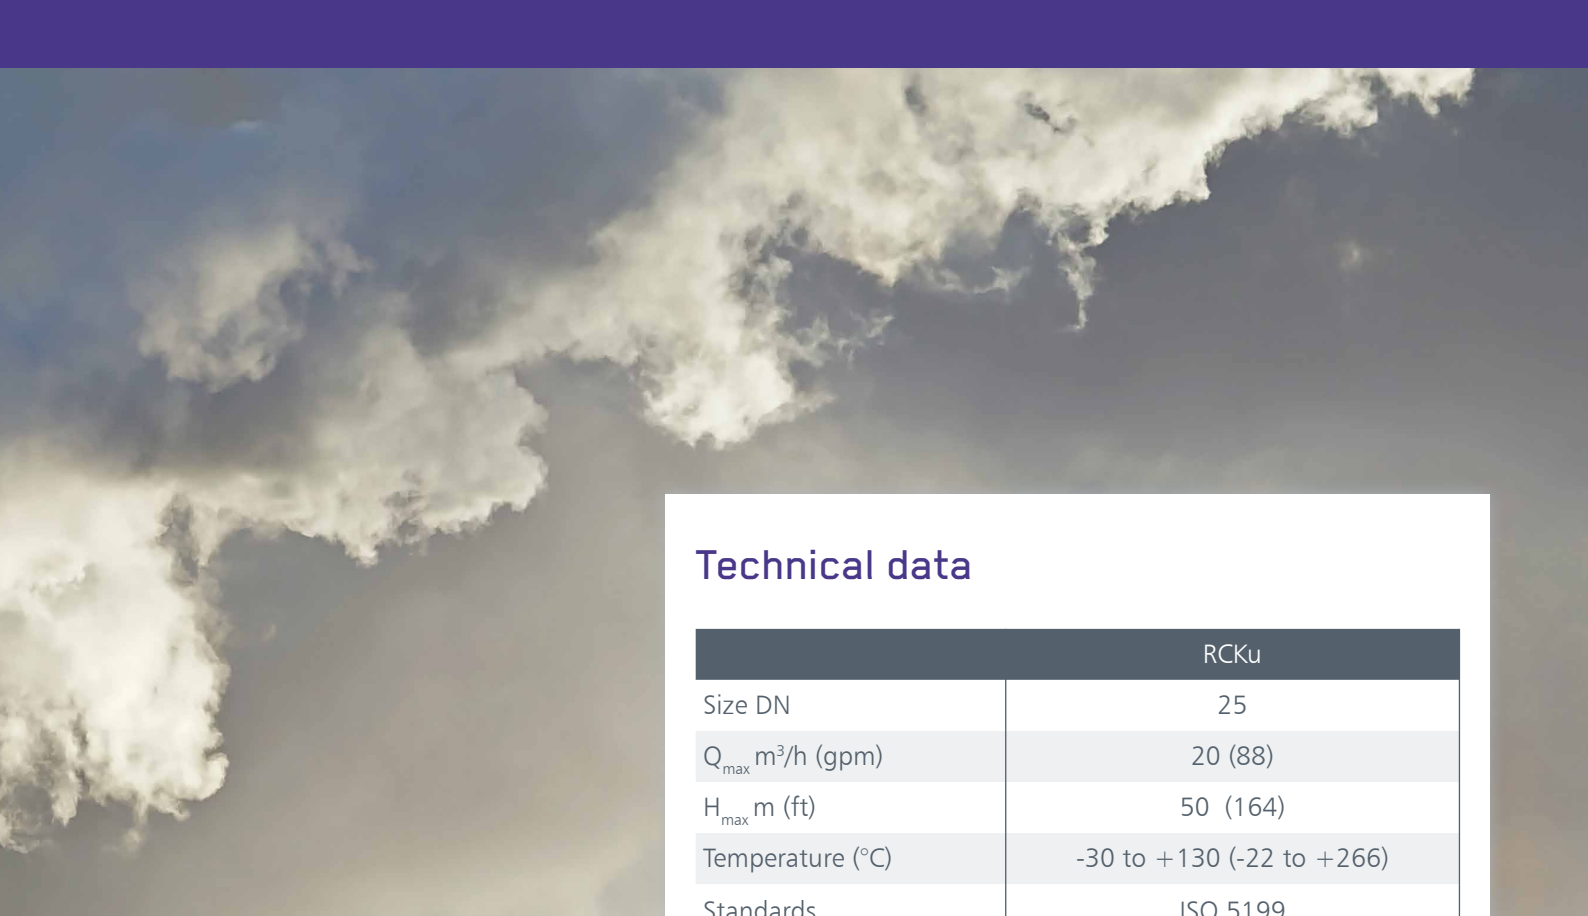 Technical data
RCKu
Size DN 25
Qmax m³/h (gpm) 20 (88)
Hmax m (ft) 50 (164)
Temperature (°C) -30 to +130 (-22 to +266)
Standards ISO 5199